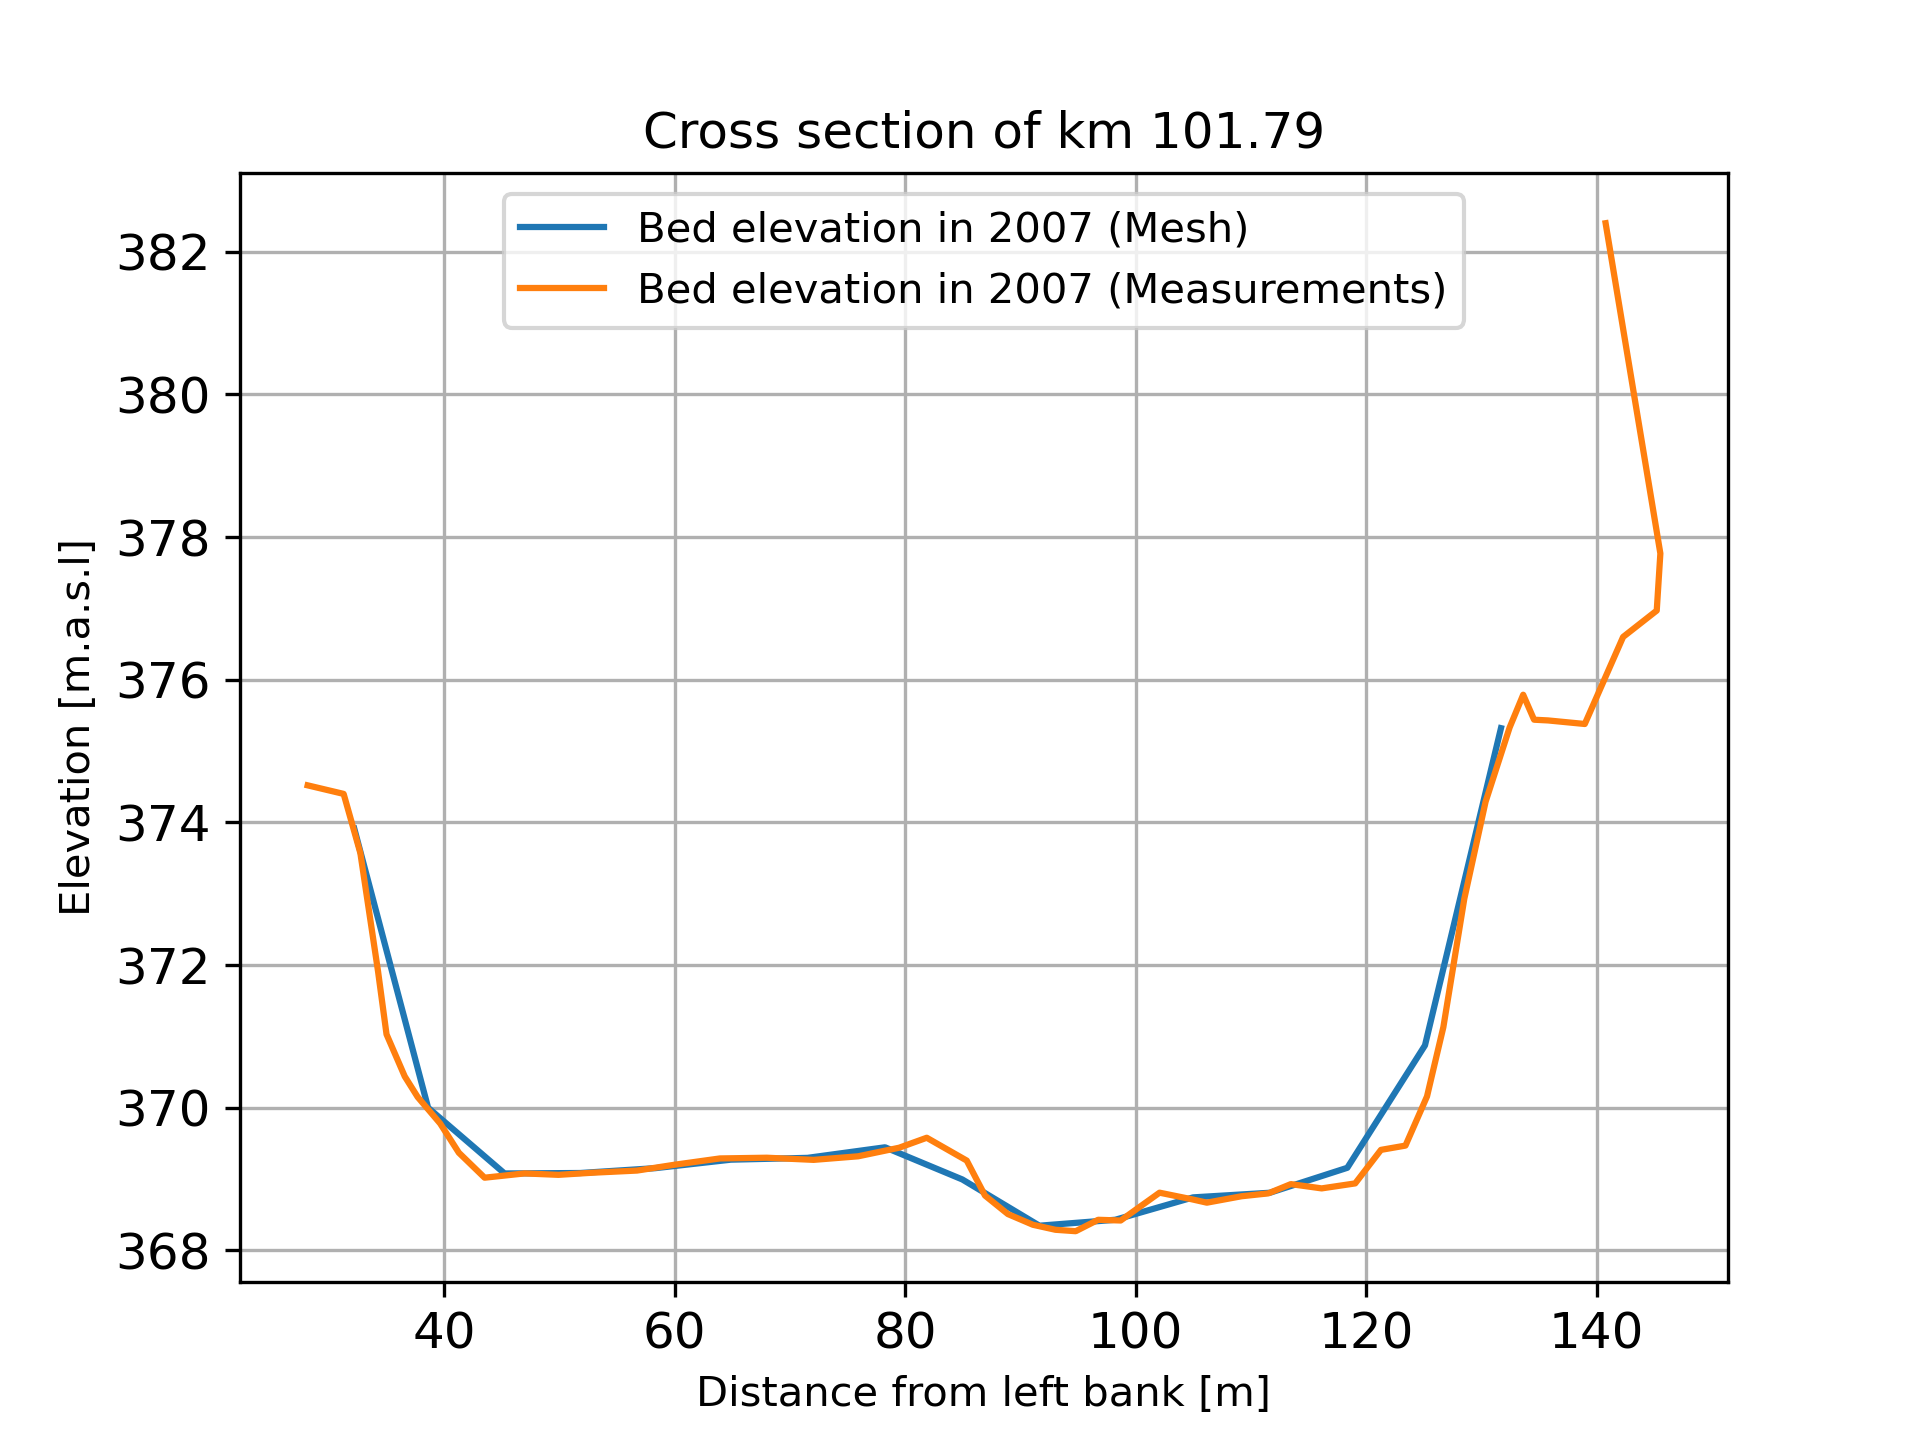 Cross section of km 101.79
Bed elevation in 2007 (Mesh)
Bed elevation in 2007 (Measurements)
382
380
378
376
374
372
370
368
Elevation [m.a.s.l]
40 60 80 100 120 140
Distance from left bank [m]